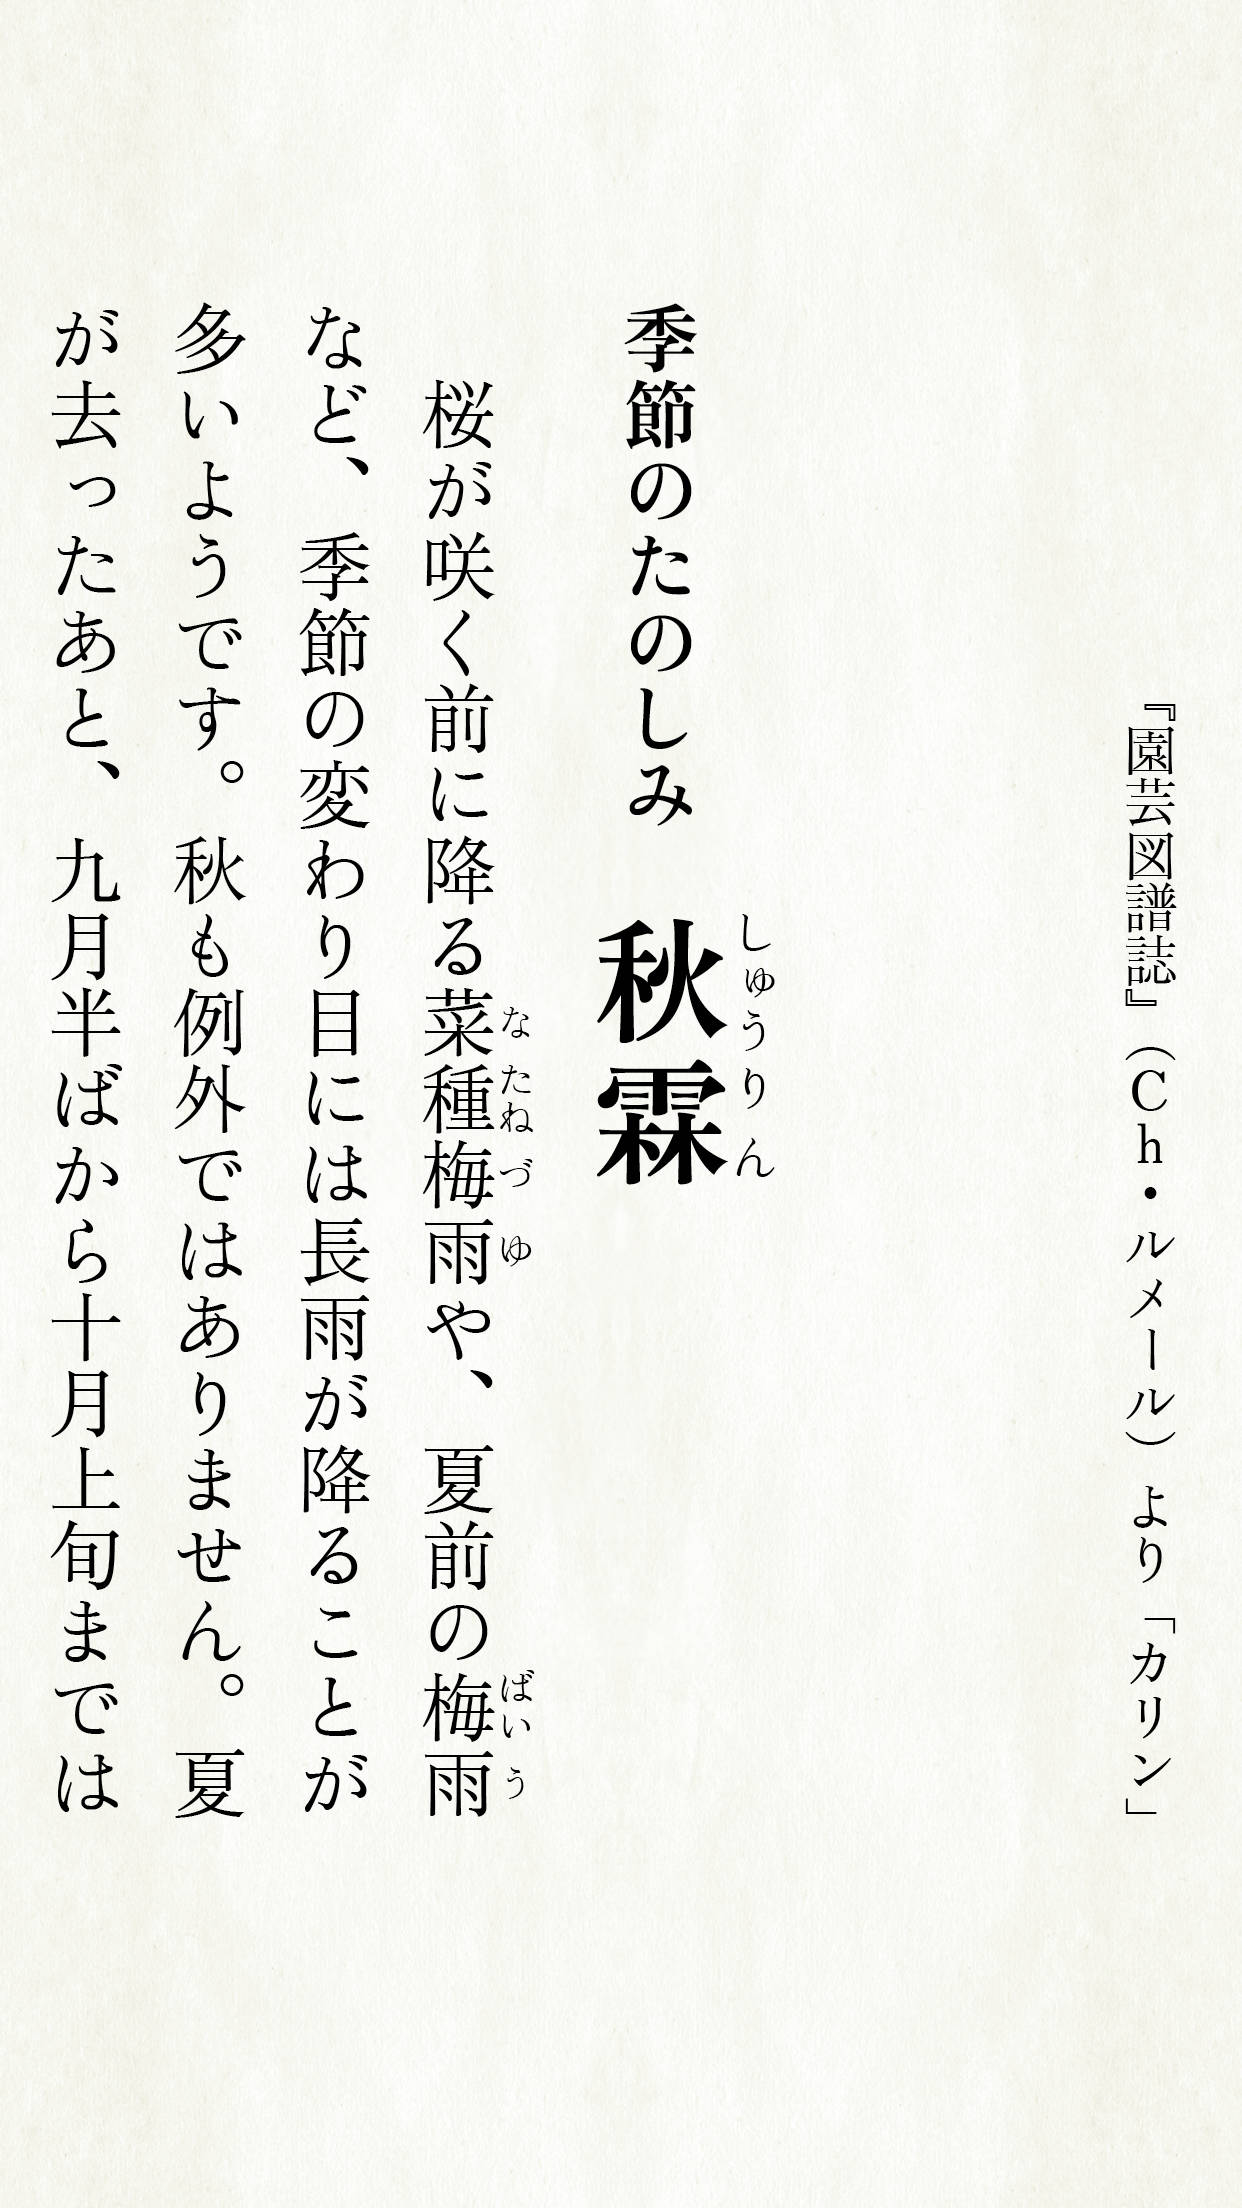 『園芸図譜誌』（Ｃｈ・ルメール）より「カリン」
季節のたのしみ　秋霖
しゅうりん
桜が咲く前に降る菜種梅雨や、夏前の梅雨
なたねづゆ　ばいう
など、季節の変わり目には長雨が降ることが
多いようです。秋も例外ではありません。夏
が去ったあと、九月半ばから十月上旬までは